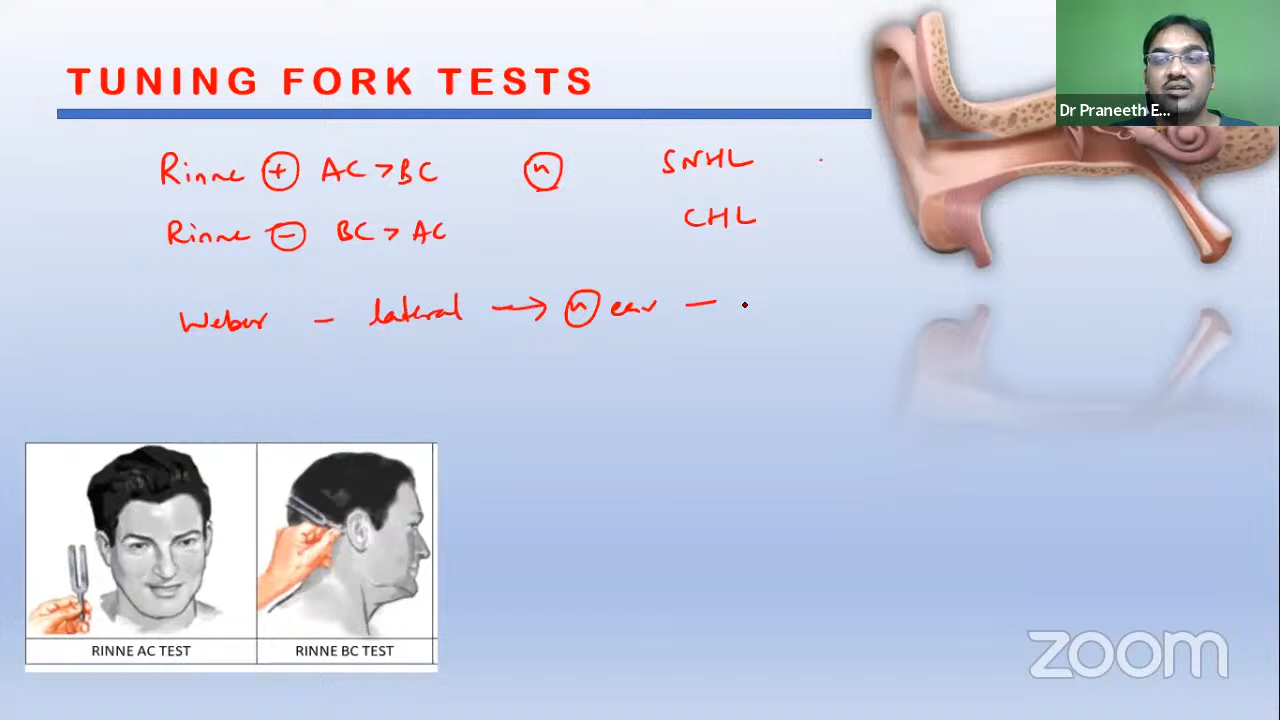 TUNING FORK TESTS
Dr Praneeth E...
Rinne + AC > BC n SNHL
Rinne - BC > AC CHL
Weber - lateral → n ear -
RINNE AC TEST RINNE BC TEST
zoom